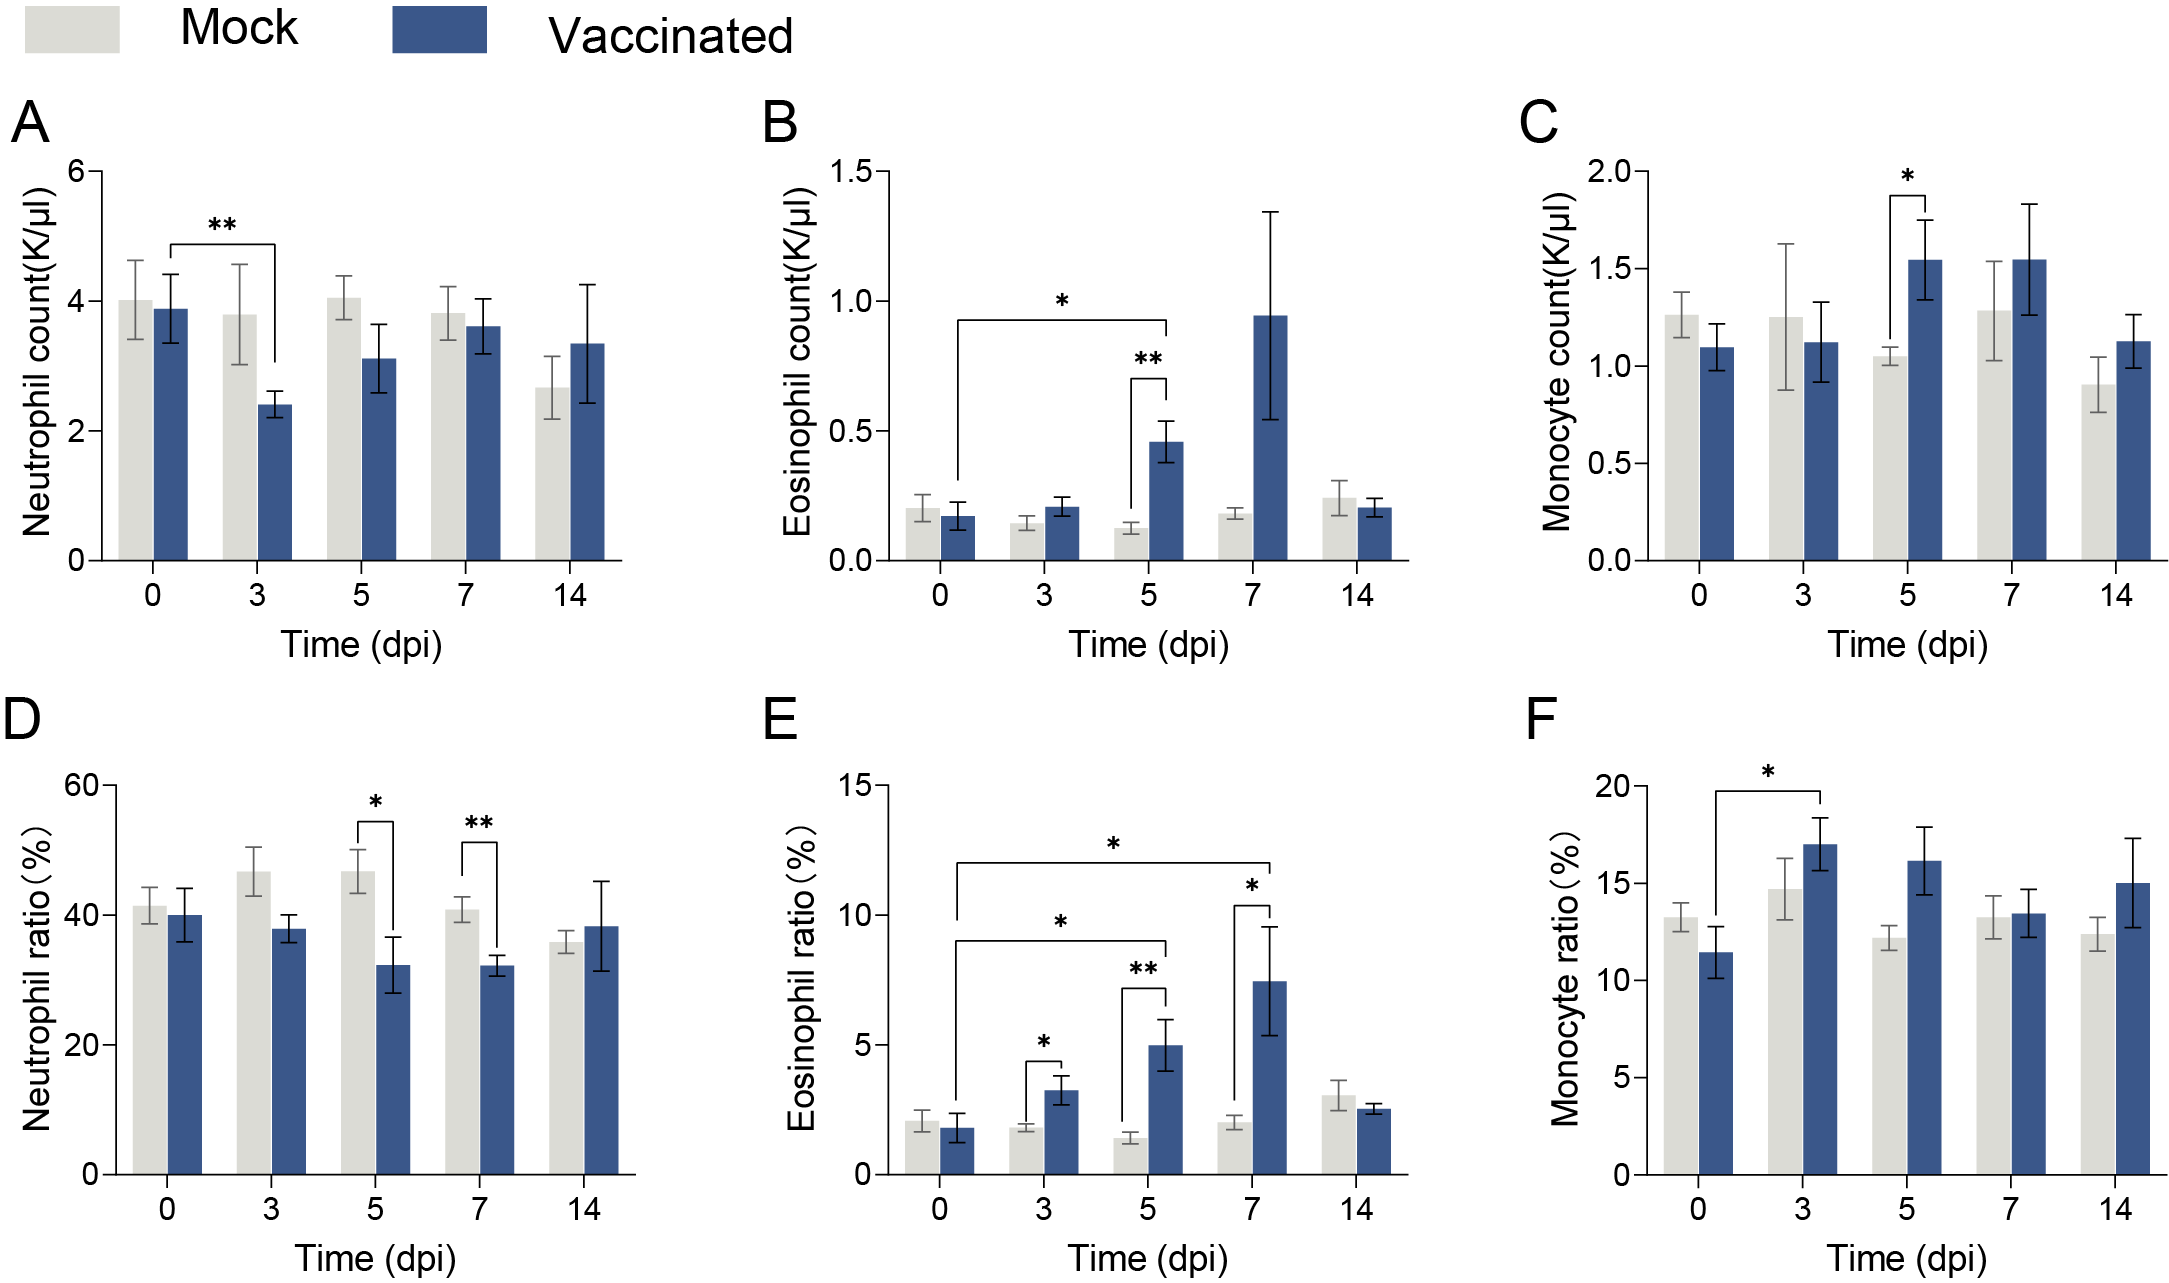 Mock Vaccinated
A
Neutrophil count(K/µl)
6
4
2
0
**
0 3 5 7 14
Time (dpi)
B
Eosinophil count(K/µl)
1.5
1.0
0.5
0.0
*
**
0 3 5 7 14
Time (dpi)
C
Monocyte count(K/µl)
2.0
1.5
1.0
0.5
0.0
*
0 3 5 7 14
Time (dpi)
D
Neutrophil ratio(%)
60
40
20
0
*
**
0 3 5 7 14
Time (dpi)
E
Eosinophil ratio(%)
15
10
5
0
*
*
*
**
*
0 3 5 7 14
Time (dpi)
F
Monocyte ratio(%)
20
15
10
5
0
*
0 3 5 7 14
Time (dpi)